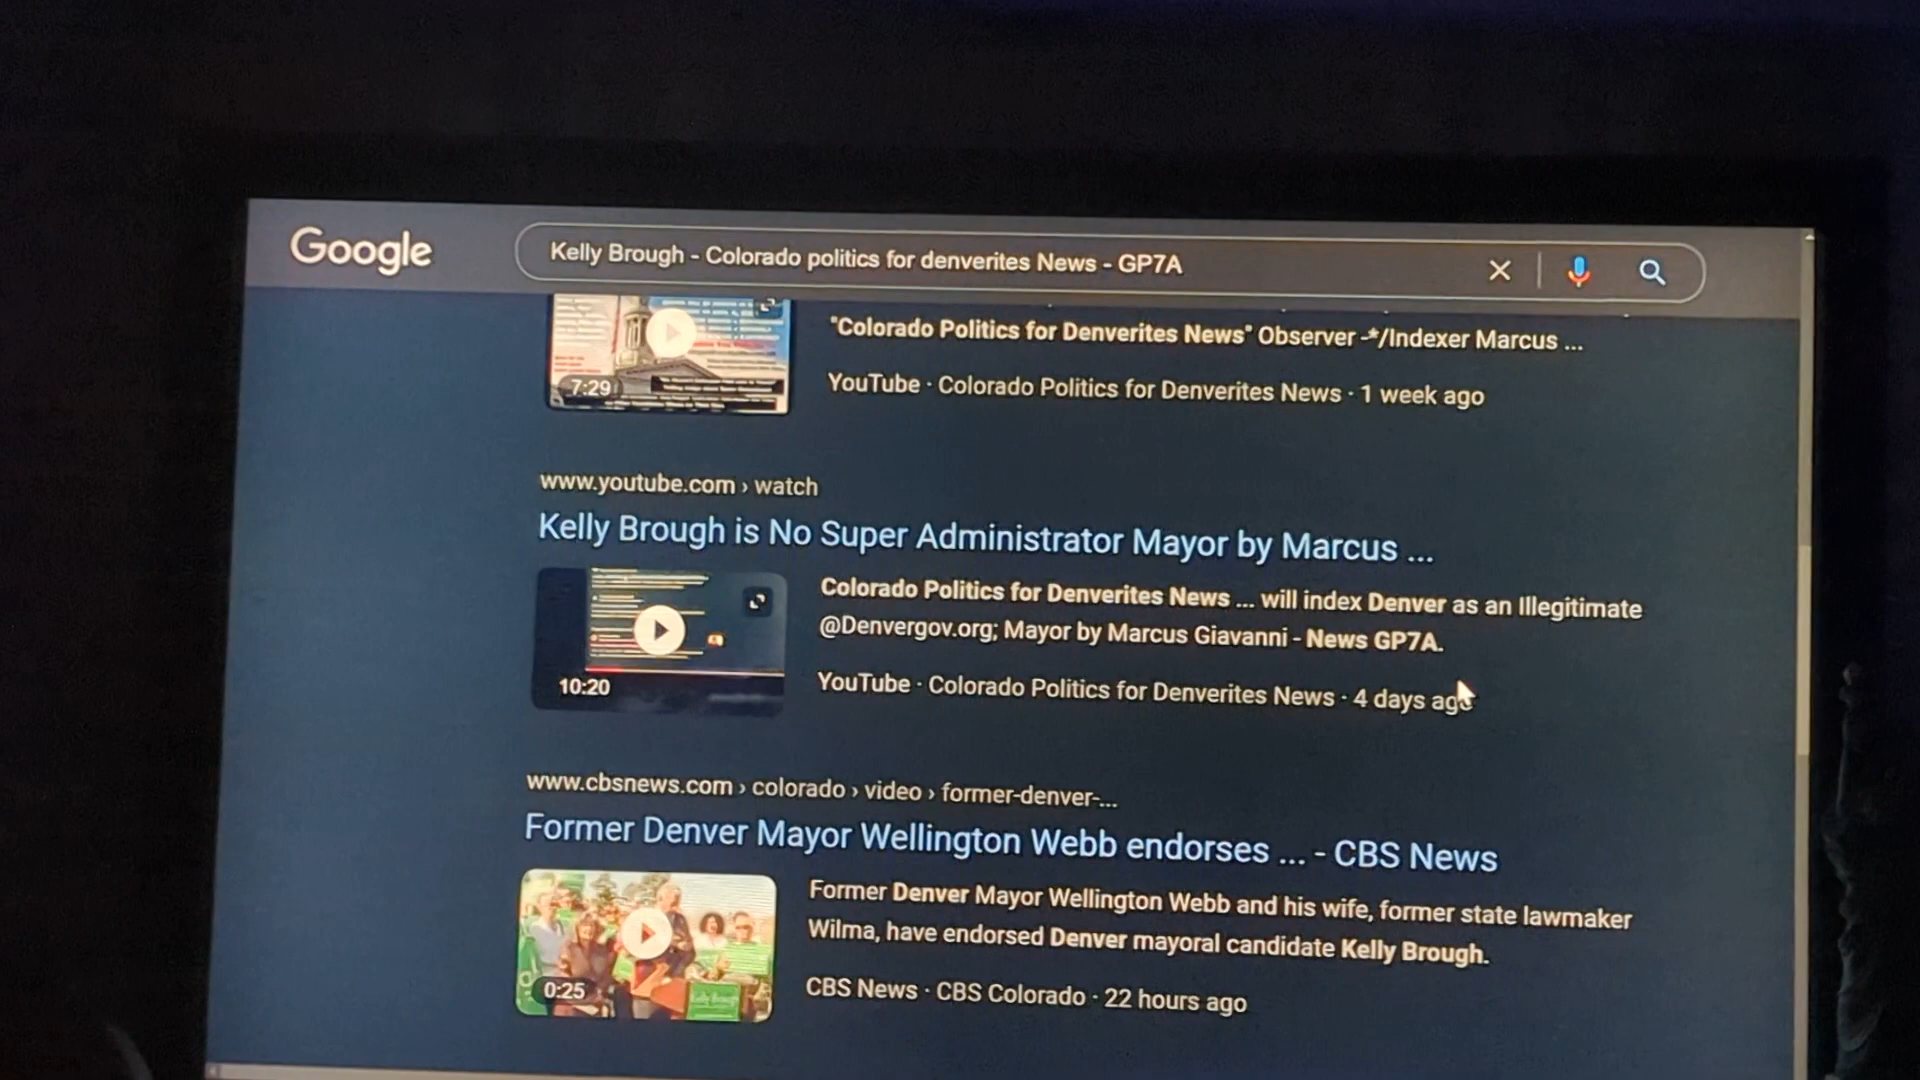 Google
Kelly Brough - Colorado politics for denverites News - GP7A
"Colorado Politics for Denverites News" Observer -*/Indexer Marcus ...
7:29
YouTube · Colorado Politics for Denverites News · 1 week ago
www.youtube.com › watch
Kelly Brough is No Super Administrator Mayor by Marcus ...
Colorado Politics for Denverites News ... will index Denver as an Illegitimate
@Denvergov.org; Mayor by Marcus Giavanni - News GP7A.
10:20
YouTube · Colorado Politics for Denverites News · 4 days ago
www.cbsnews.com › colorado › video › former-denver-...
Former Denver Mayor Wellington Webb endorses ... - CBS News
Former Denver Mayor Wellington Webb and his wife, former state lawmaker
Wilma, have endorsed Denver mayoral candidate Kelly Brough.
0:25
Kelly Brough
CBS News · CBS Colorado · 22 hours ago